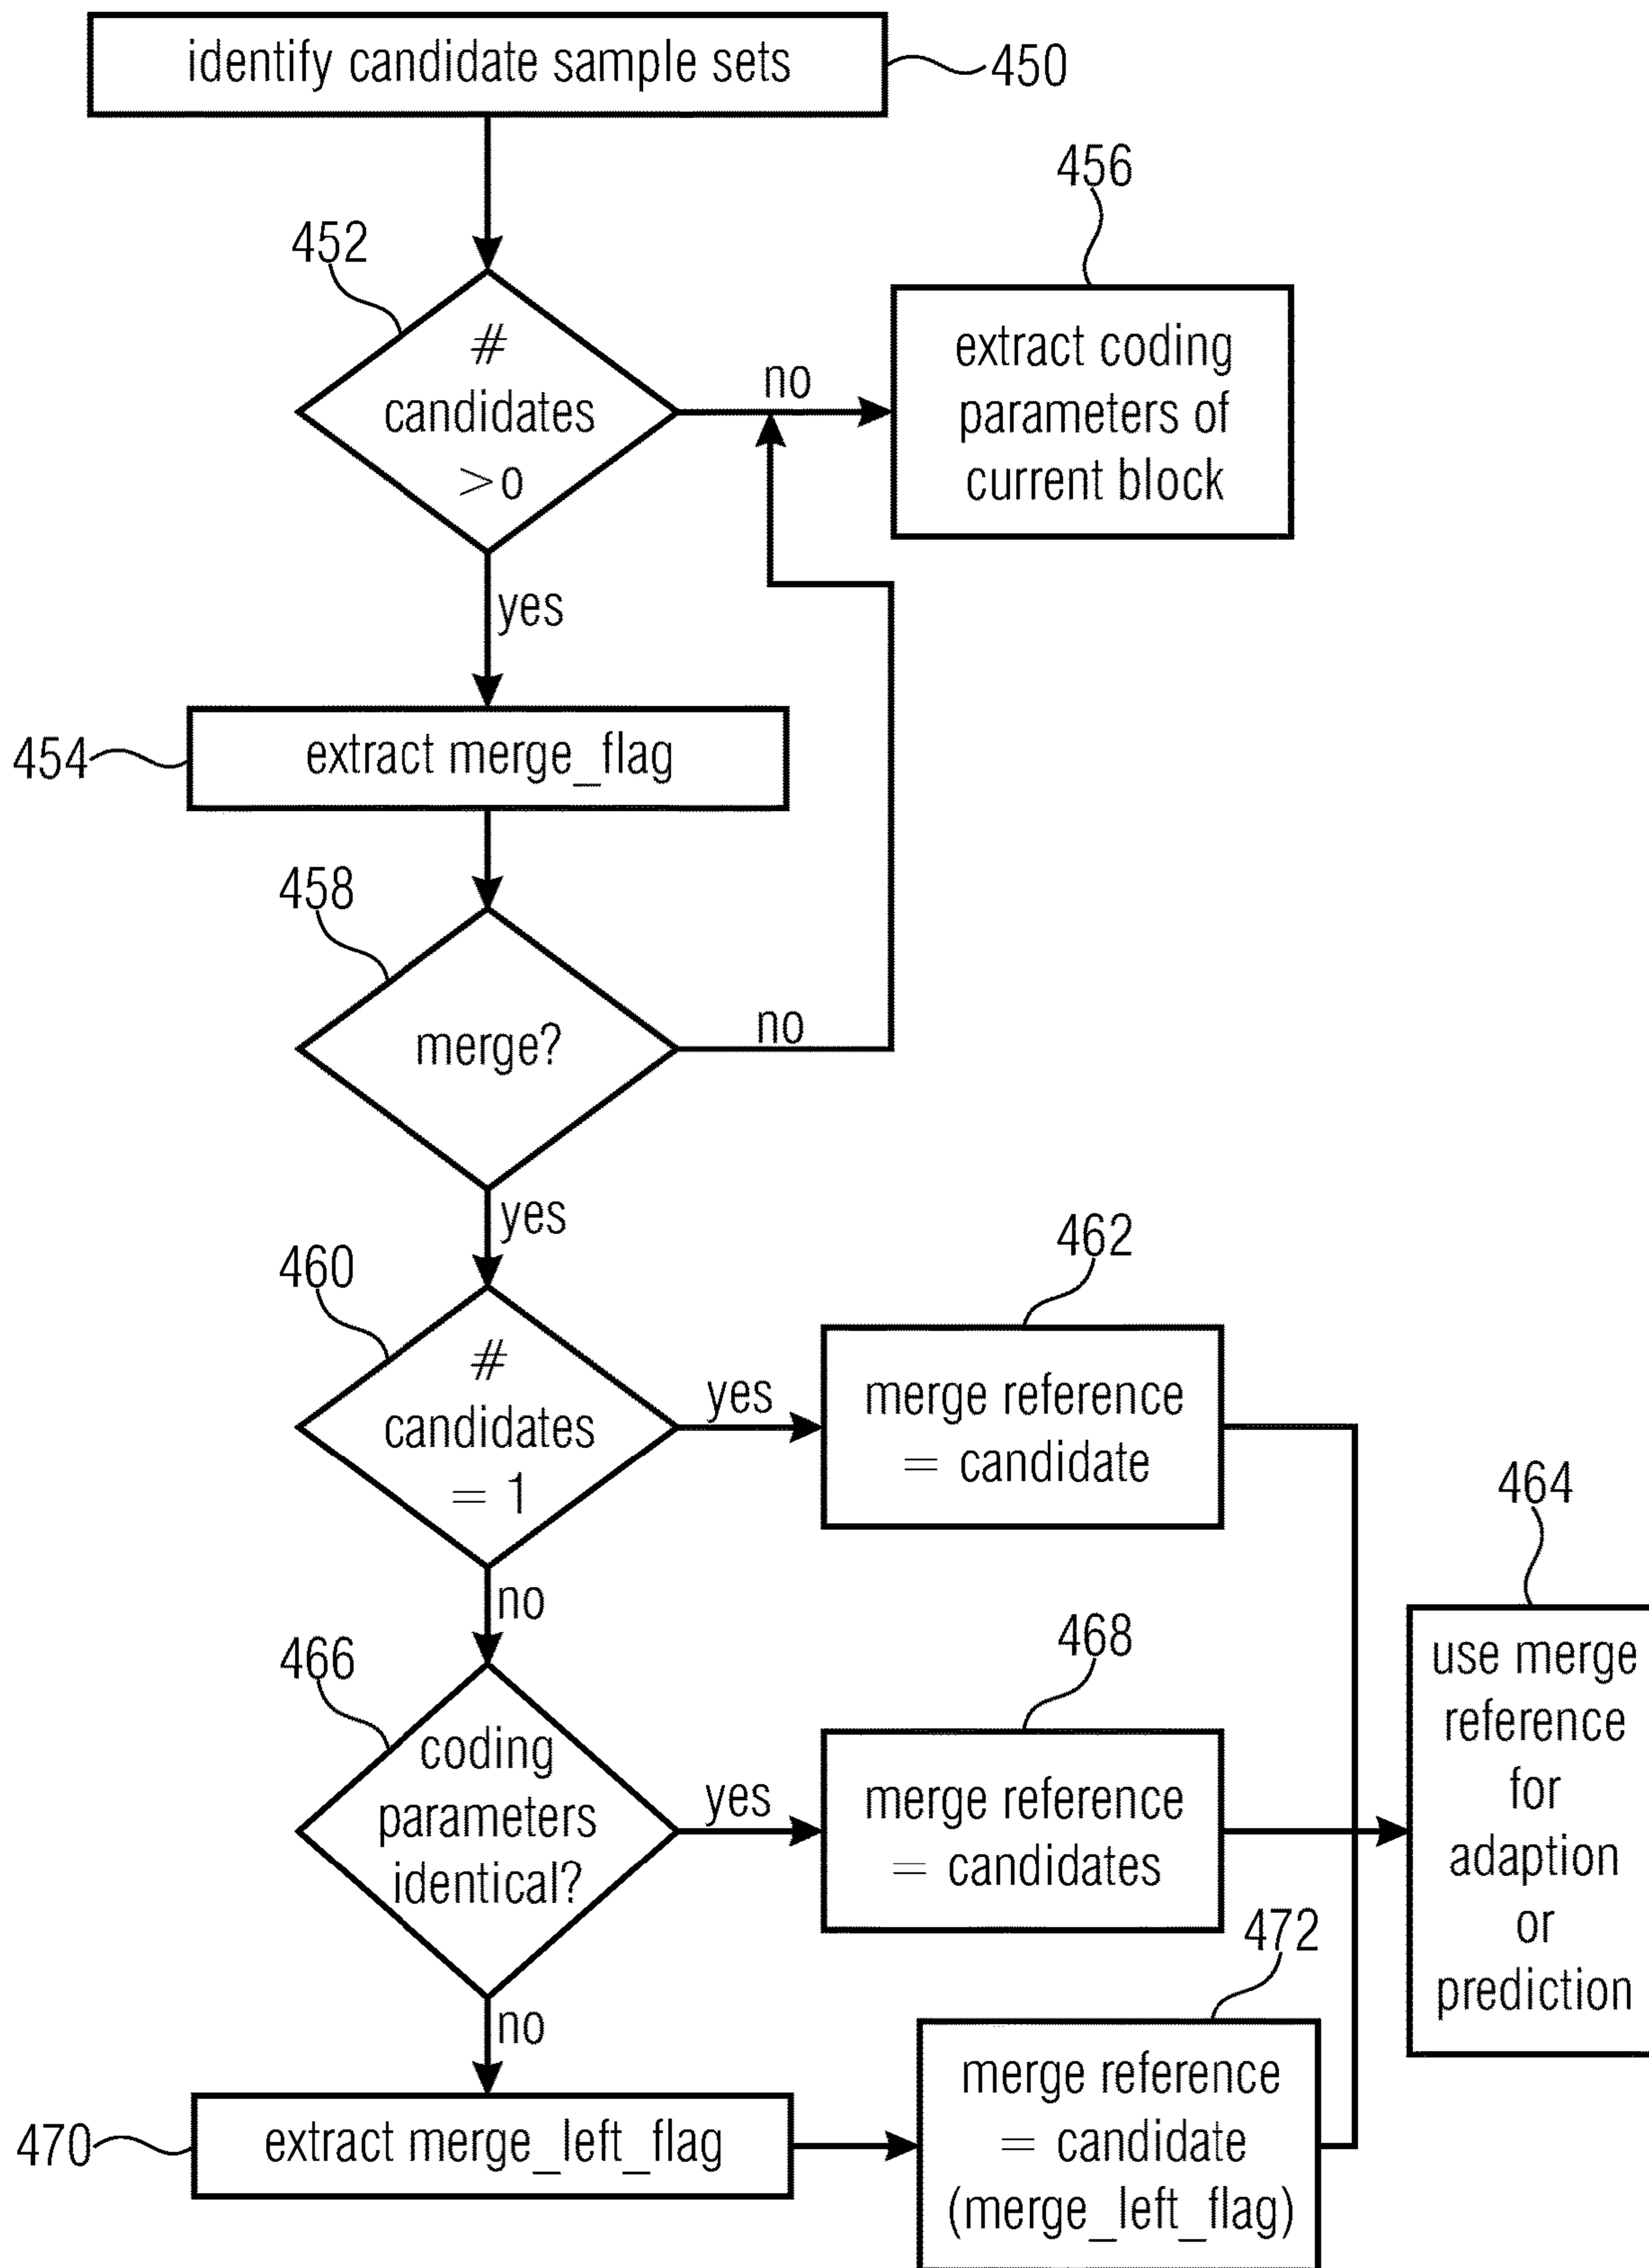 identify candidate sample sets
450
456
452
#
candidates
>o
no
extract coding
parameters of
current block
yes
454
extract merge_flag
458
merge?
no
yes
460
462
#
candidates
= 1
yes
merge reference
= candidate
464
no
466
468
coding
parameters
identical?
yes
merge reference
= candidates
use merge
reference
for
adaption
or
prediction
472
no
470
extract merge_left_flag
merge reference
= candidate
(merge_left_flag)